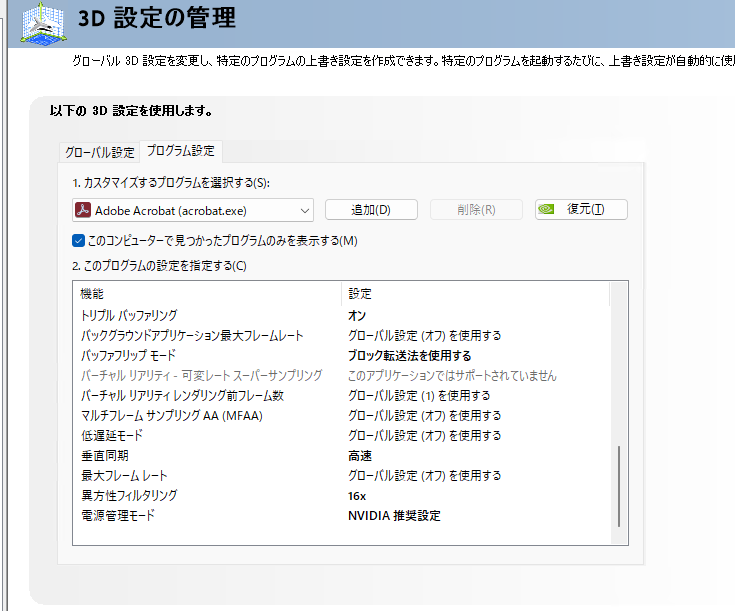 3D 設定の管理
グローバル 3D 設定を変更し、特定のプログラムの上書き設定を作成できます。特定のプログラムを起動するたびに、上書き設定が自動的に使
以下の 3D 設定を使用します。
グローバル設定 プログラム設定
1. カスタマイズするプログラムを選択する(S):
Adobe Acrobat (acrobat.exe) 追加(D) 削除(R) 復元(T)
このコンピューターで見つかったプログラムのみを表示する(M)
2. このプログラムの設定を指定する(C)
機能 設定
トリプル バッファリング オン
バックグラウンドアプリケーション最大フレームレート グローバル設定 (オフ) を使用する
バッファフリップ モード ブロック転送法を使用する
バーチャル リアリティ - 可変レート スーパーサンプリング このアプリケーションではサポートされていません
バーチャル リアリティ レンダリング前フレーム数 グローバル設定 (1) を使用する
マルチフレーム サンプリング AA (MFAA) グローバル設定 (オフ) を使用する
低遅延モード グローバル設定 (オフ) を使用する
垂直同期 高速
最大フレーム レート グローバル設定 (オフ) を使用する
異方性フィルタリング 16x
電源管理モード NVIDIA 推奨設定